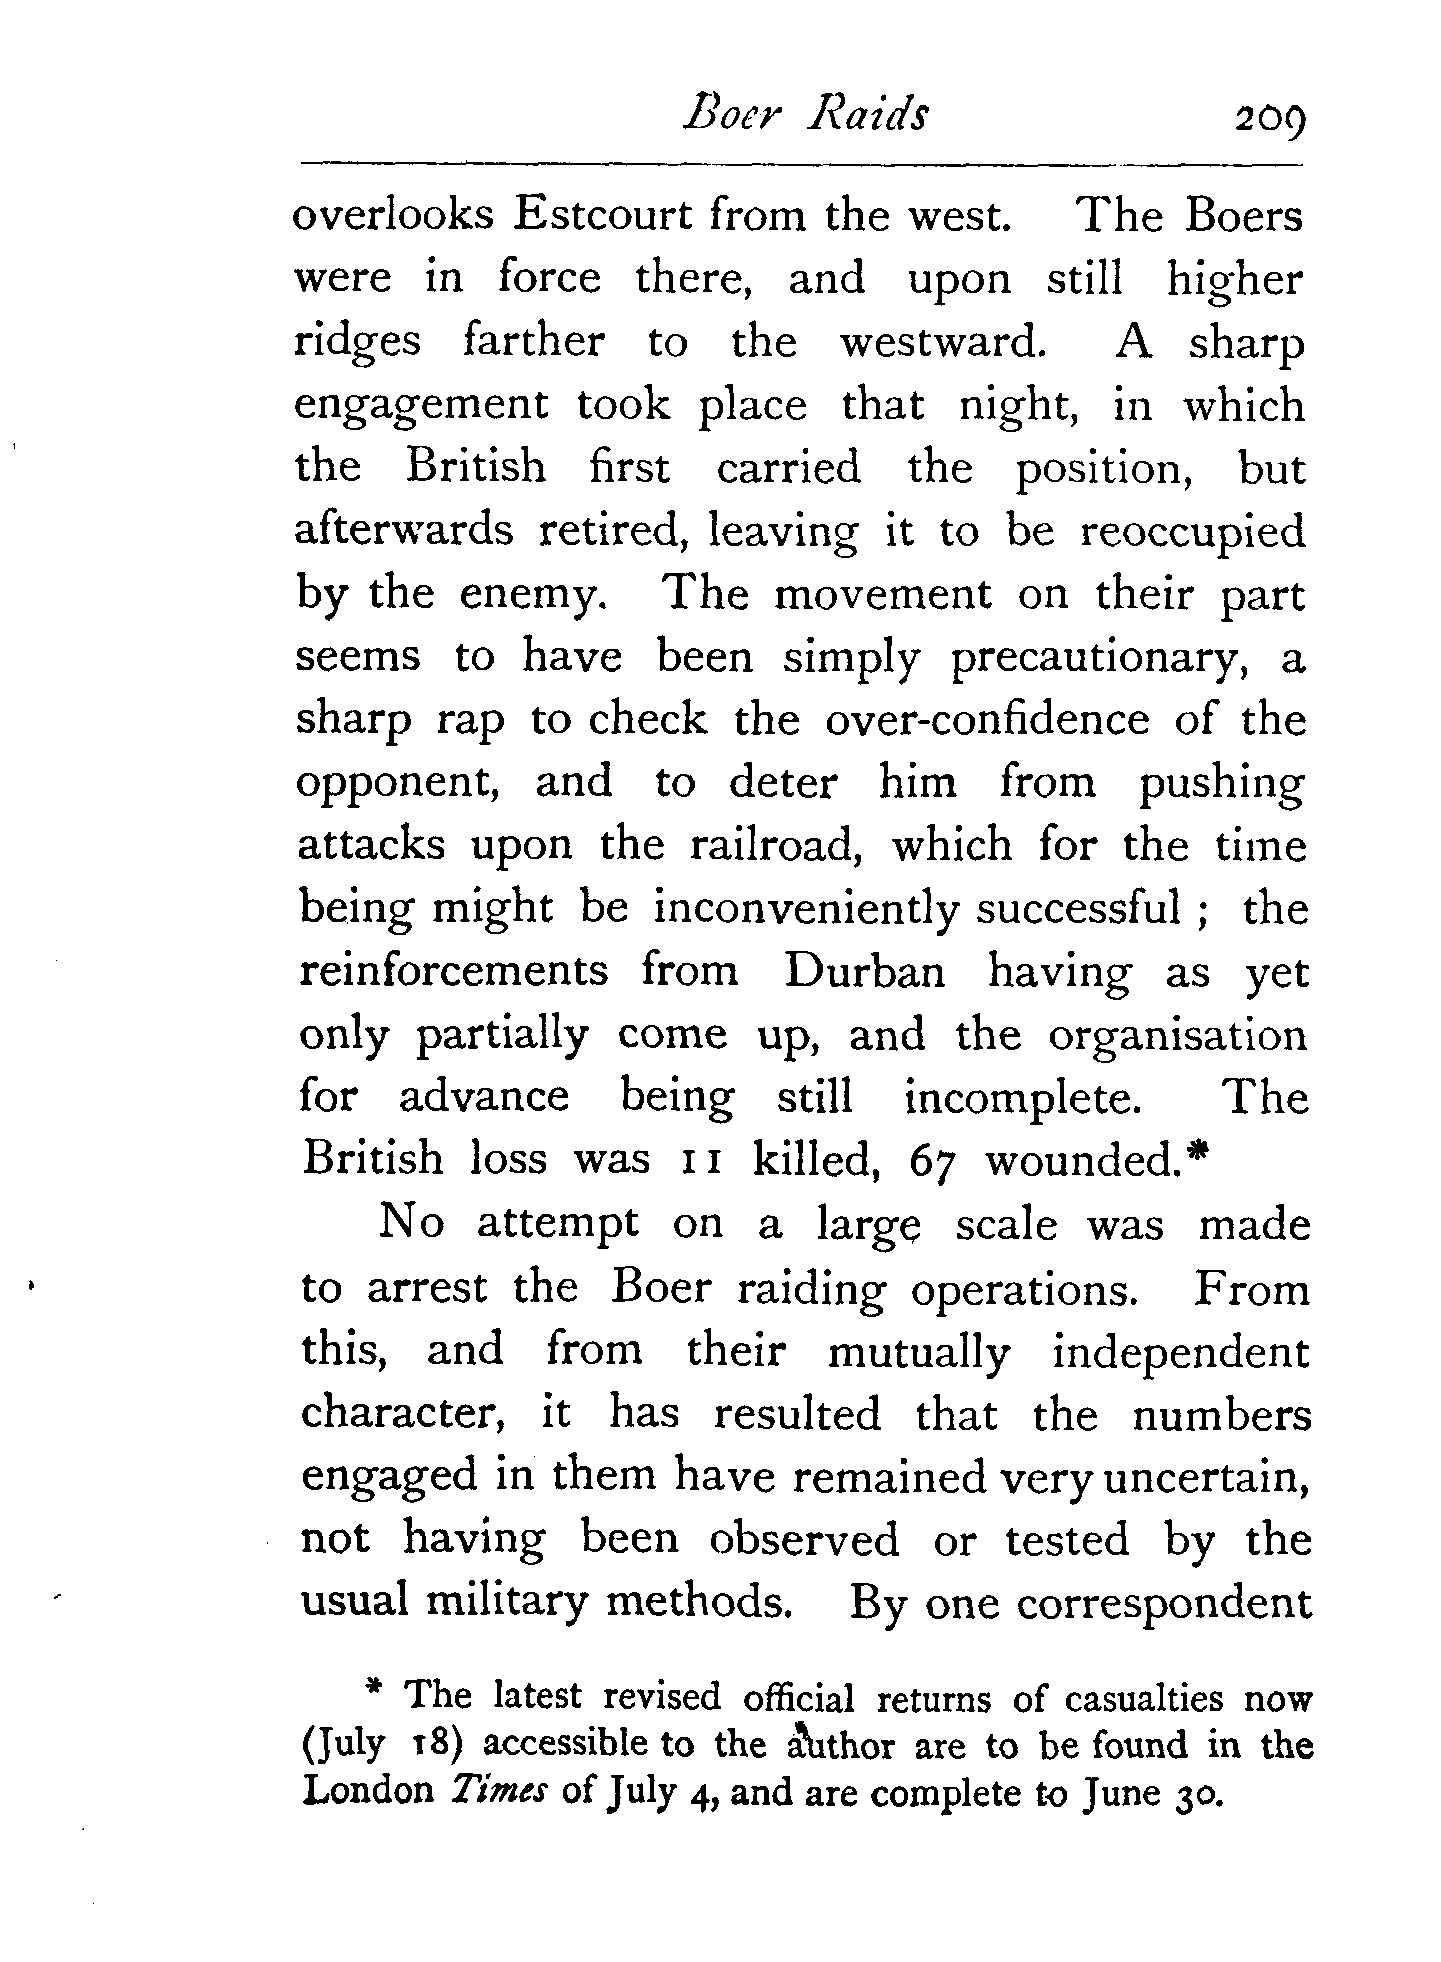 Boer Raids 209
overlooks Estcourt from the west. The Boers
were in force there, and upon still higher
ridges farther to the westward. A sharp
engagement took place that night, in which
the British first carried the position, but
afterwards retired, leaving it to be reoccupied
by the enemy. The movement on their part
seems to have been simply precautionary, a
sharp rap to check the over-confidence of the
opponent, and to deter him from pushing
attacks upon the railroad, which for the time
being might be inconveniently successful ; the
reinforcements from Durban having as yet
only partially come up, and the organisation
for advance being still incomplete. The
British loss was 11 killed, 67 wounded.*
No attempt on a large scale was made
to arrest the Boer raiding operations. From
this, and from their mutually independent
character, it has resulted that the numbers
engaged in them have remained very uncertain,
not having been observed or tested by the
usual military methods. By one correspondent
* The latest revised official returns of casualties now
(July 18) accessible to the author are to be found in the
London Times of July 4, and are complete to June 30.